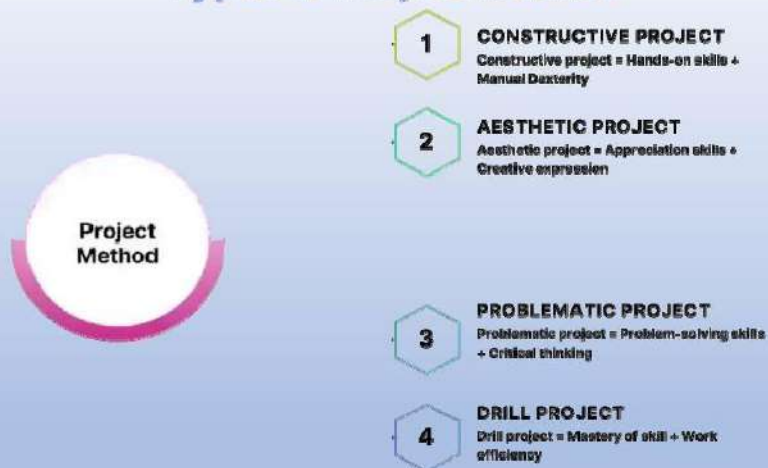 Project
Method
1
CONSTRUCTIVE PROJECT
Constructive project = Hands-on skills +
Manual Dexterity
2
AESTHETIC PROJECT
Aesthetic project = Appreciation skills +
Creative expression
3
PROBLEMATIC PROJECT
Problematic project = Problem-solving skills
+ Critical thinking
4
DRILL PROJECT
Drill project = Mastery of skill + Work
efficiency